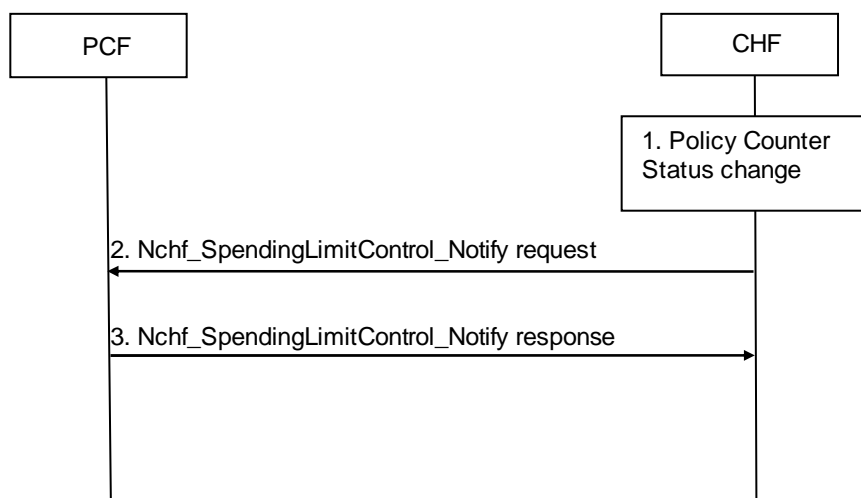 PCF
CHF
1. Policy Counter
Status change
2. Nchf_SpendingLimitControl_Notify request
3. Nchf_SpendingLimitControl_Notify response